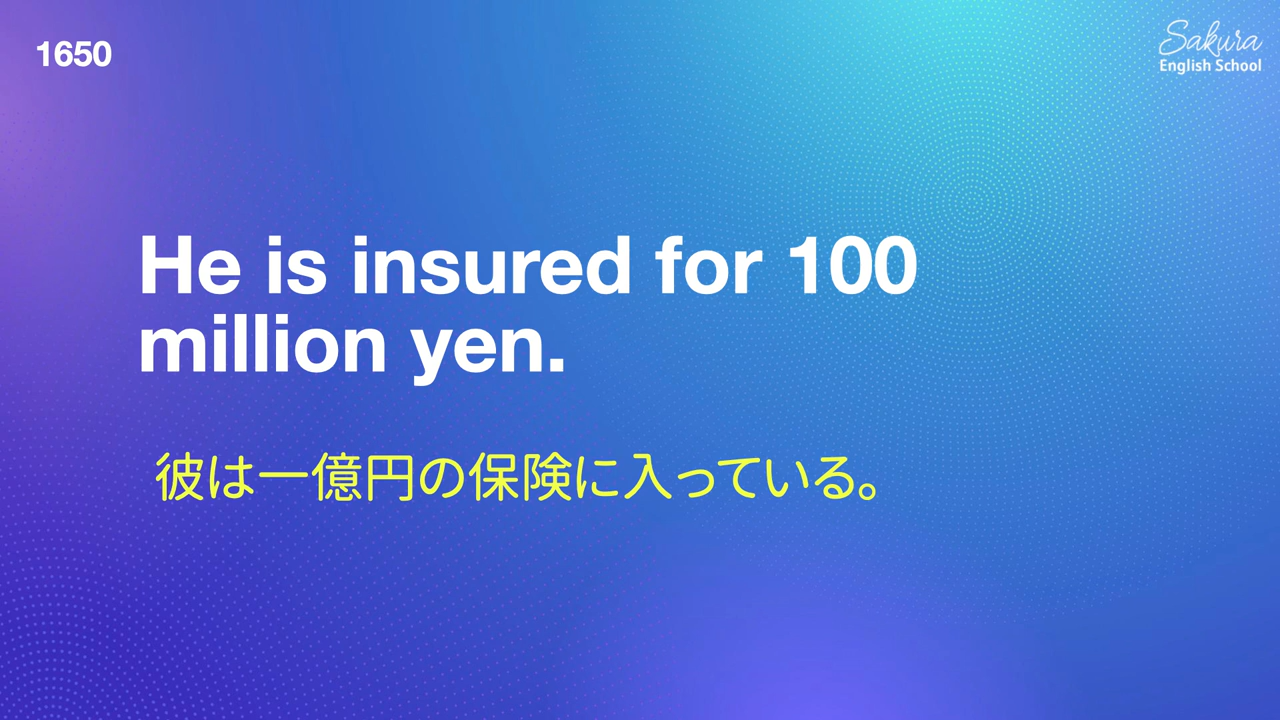 1650
Sakura
English School
He is insured for 100
million yen.
彼は一億円の保険に入っている。